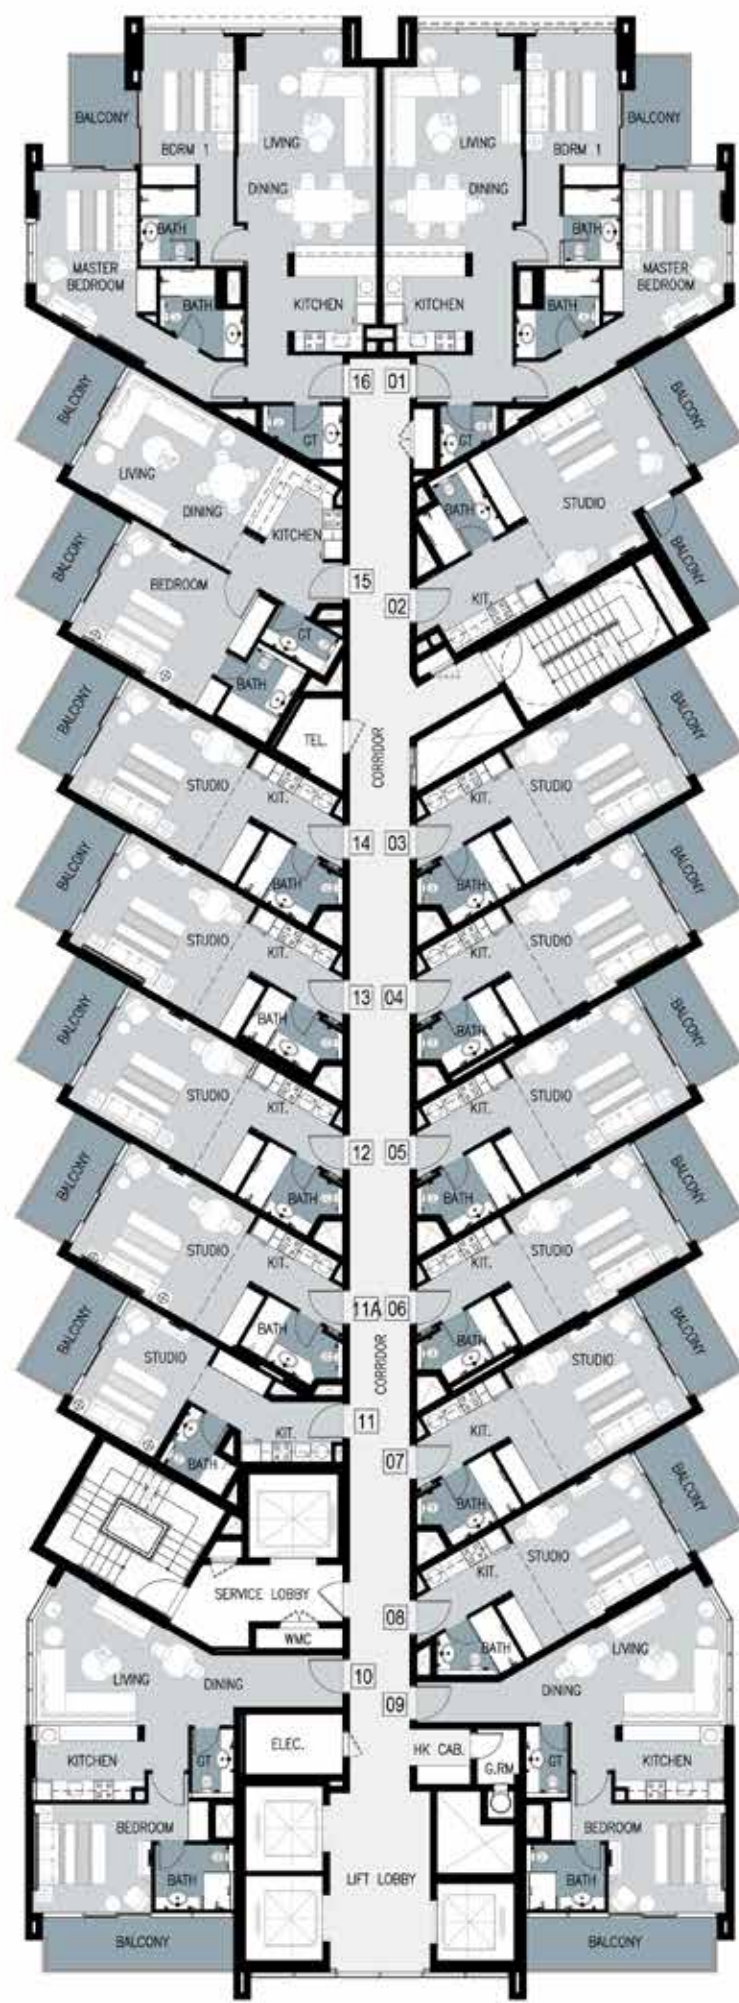 BALCONY
BDRM 1
LIVING
LIVING
BDRM 1
BALCONY
DINING
DINING
BATH
BATH
MASTER
BEDROOM
MASTER
BEDROOM
BATH
KITCHEN
KITCHEN
BATH
16
01
BALCONY
GT
GT
BALCONY
LIVING
DINING
KITCHEN
BATH
STUDIO
BALCONY
BEDROOM
15
02
KIT.
BALCONY
GT
BATH
TEL.
CORRIDOR
BALCONY
STUDIO
KIT.
KIT.
STUDIO
BALCONY
14
03
BATH
BATH
BALCONY
STUDIO
KIT.
KIT.
STUDIO
BALCONY
13
04
BATH
BATH
BALCONY
STUDIO
KIT.
KIT.
STUDIO
BALCONY
12
05
BATH
BATH
BALCONY
STUDIO
KIT.
KIT.
STUDIO
BALCONY
11A
06
BATH
BATH
BALCONY
STUDIO
CORRIDOR
STUDIO
BALCONY
KIT.
11
KIT.
BATH
07
BATH
BALCONY
STUDIO
KIT.
SERVICE LOBBY
08
WMC
BATH
LIVING
DINING
10
LIVING
DINING
09
ELEC.
HK CAB.
G.RM
KITCHEN
GT
GT
KITCHEN
BEDROOM
BEDROOM
BATH
LIFT LOBBY
BATH
BALCONY
BALCONY